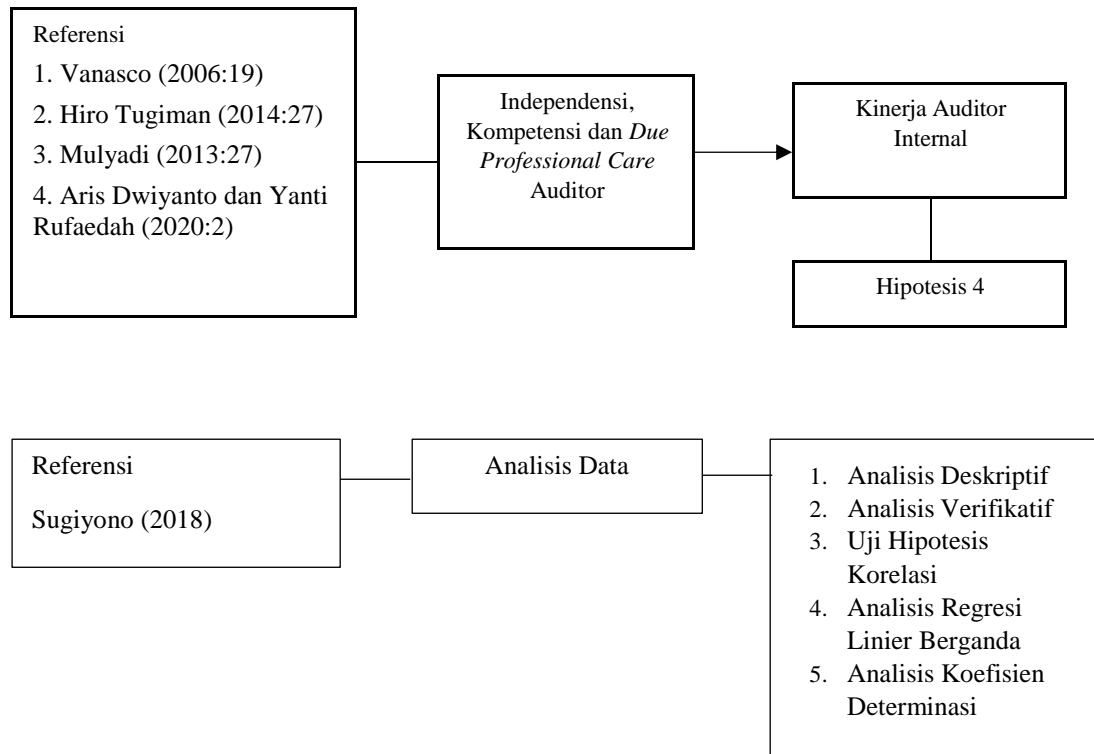 Referensi
1. Vanasco (2006:19)
2. Hiro Tugiman (2014:27)
3. Mulyadi (2013:27)
4. Aris Dwiyanto dan Yanti
Rufaedah (2020:2)
Independensi,
Kompetensi dan Due
Professional Care
Auditor
Kinerja Auditor
Internal
Hipotesis 4
Referensi
Sugiyono (2018)
Analisis Data
1. Analisis Deskriptif
2. Analisis Verifikatif
3. Uji Hipotesis
Korelasi
4. Analisis Regresi
Linier Berganda
5. Analisis Koefisien
Determinasi